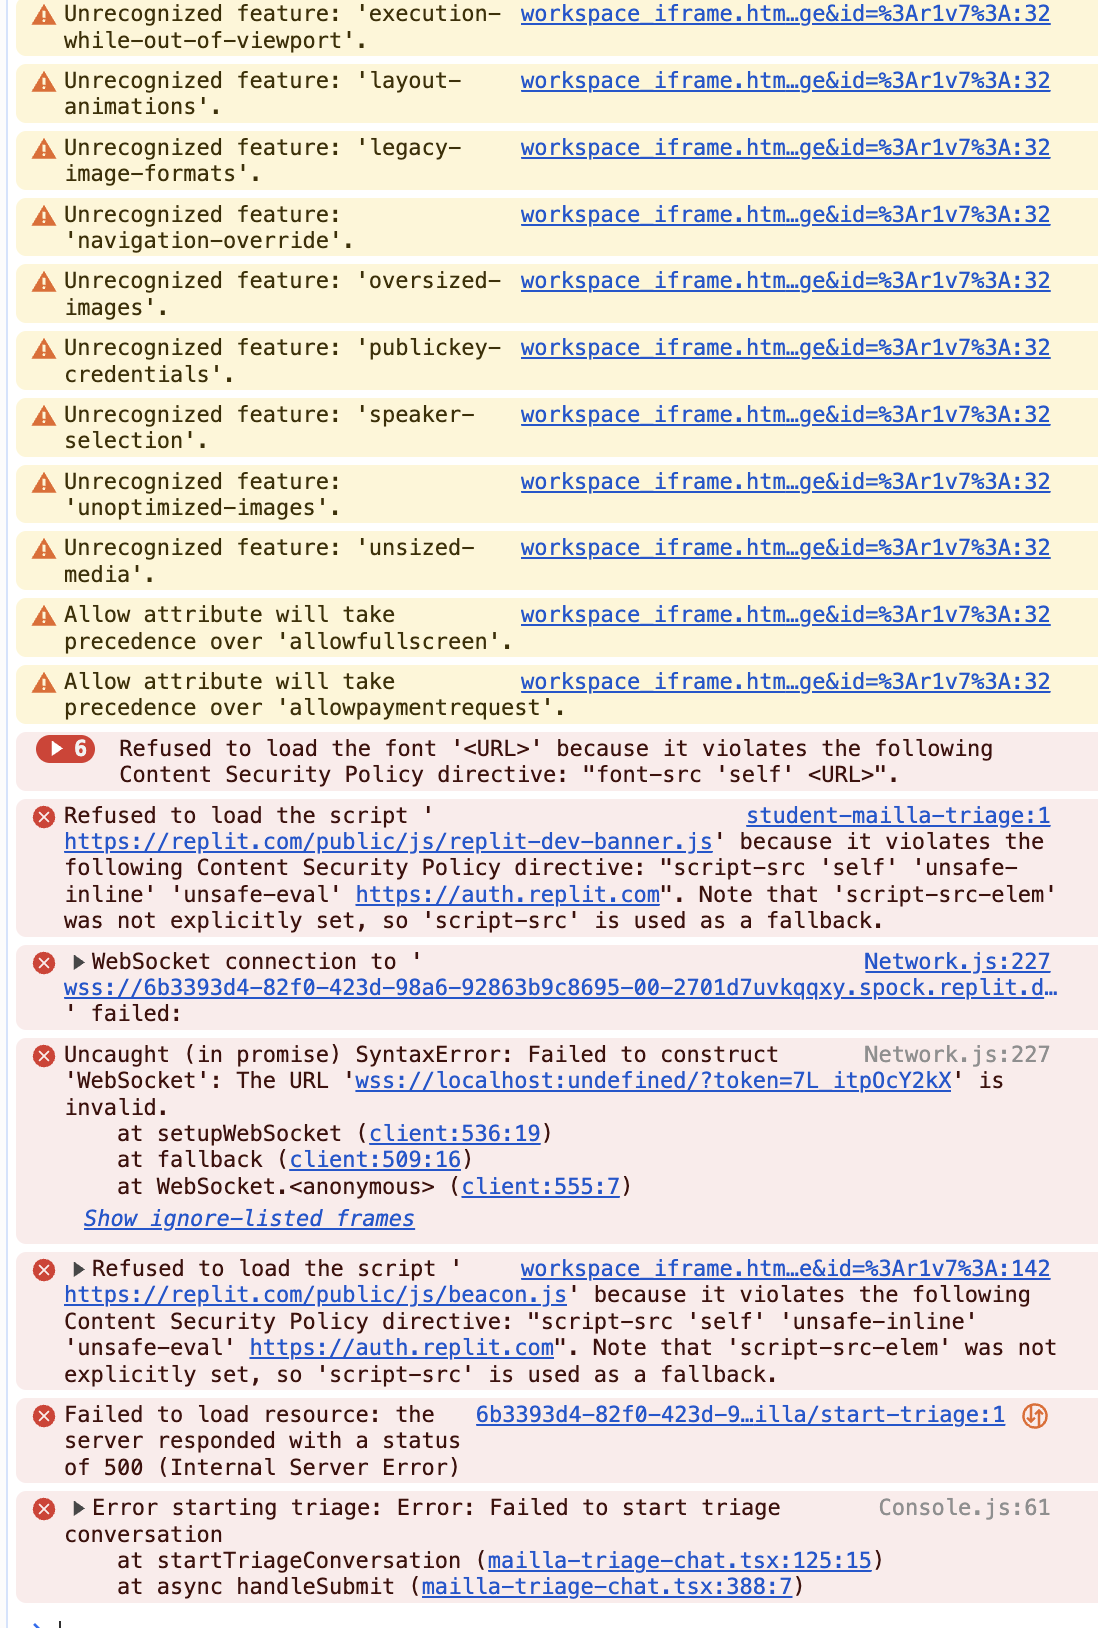 Unrecognized feature: 'execution- workspace_iframe.htm…ge&id=%3Ar1v7%3A:32
while-out-of-viewport'.
Unrecognized feature: 'layout- workspace_iframe.htm…ge&id=%3Ar1v7%3A:32
animations'.
Unrecognized feature: 'legacy- workspace_iframe.htm…ge&id=%3Ar1v7%3A:32
image-formats'.
Unrecognized feature: workspace_iframe.htm…ge&id=%3Ar1v7%3A:32
'navigation-override'.
Unrecognized feature: 'oversized- workspace_iframe.htm…ge&id=%3Ar1v7%3A:32
images'.
Unrecognized feature: 'publickey- workspace_iframe.htm…ge&id=%3Ar1v7%3A:32
credentials'.
Unrecognized feature: 'speaker- workspace_iframe.htm…ge&id=%3Ar1v7%3A:32
selection'.
Unrecognized feature: workspace_iframe.htm…ge&id=%3Ar1v7%3A:32
'unoptimized-images'.
Unrecognized feature: 'unsized- workspace_iframe.htm…ge&id=%3Ar1v7%3A:32
media'.
Allow attribute will take workspace_iframe.htm…ge&id=%3Ar1v7%3A:32
precedence over 'allowfullscreen'.
Allow attribute will take workspace_iframe.htm…ge&id=%3Ar1v7%3A:32
precedence over 'allowpaymentrequest'.
6 Refused to load the font '<URL>' because it violates the following
Content Security Policy directive: "font-src 'self' <URL>".
Refused to load the script ' student-mailla-triage:1
https://replit.com/public/js/replit-dev-banner.js' because it violates the
following Content Security Policy directive: "script-src 'self' 'unsafe-
inline' 'unsafe-eval' https://auth.replit.com". Note that 'script-src-elem'
was not explicitly set, so 'script-src' is used as a fallback.
WebSocket connection to ' Network.js:227
wss://6b3393d4-82f0-423d-98a6-92863b9c8695-00-2701d7uvkqqxy.spock.replit.d…
' failed:
Uncaught (in promise) SyntaxError: Failed to construct Network.js:227
'WebSocket': The URL 'wss://localhost:undefined/?token=7L_itpOcY2kX' is
invalid.
at setupWebSocket (client:536:19)
at fallback (client:509:16)
at WebSocket.<anonymous> (client:555:7)
Show ignore-listed frames
Refused to load the script ' workspace_iframe.htm…e&id=%3Ar1v7%3A:142
https://replit.com/public/js/beacon.js' because it violates the following
Content Security Policy directive: "script-src 'self' 'unsafe-inline'
'unsafe-eval' https://auth.replit.com". Note that 'script-src-elem' was not
explicitly set, so 'script-src' is used as a fallback.
Failed to load resource: the 6b3393d4-82f0-423d-9…illa/start-triage:1
server responded with a status
of 500 (Internal Server Error)
Error starting triage: Error: Failed to start triage Console.js:61
conversation
at startTriageConversation (mailla-triage-chat.tsx:125:15)
at async handleSubmit (mailla-triage-chat.tsx:388:7)